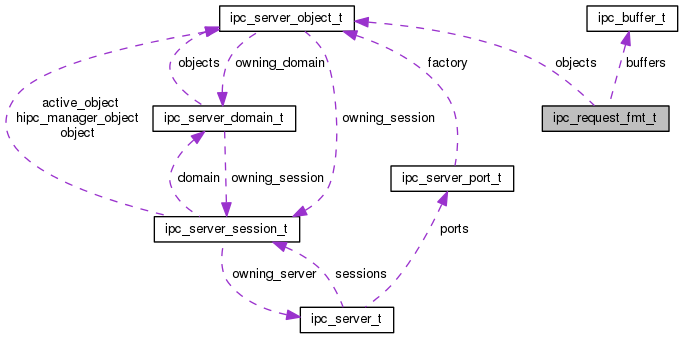 ipc_server_object_t
ipc_buffer_t
objects
owning_domain
factory
objects
buffers
active_object
hipc_manager_object
object
ipc_server_domain_t
owning_session
ipc_request_fmt_t
domain
owning_session
ipc_server_port_t
ipc_server_session_t
ports
owning_server
sessions
ipc_server_t